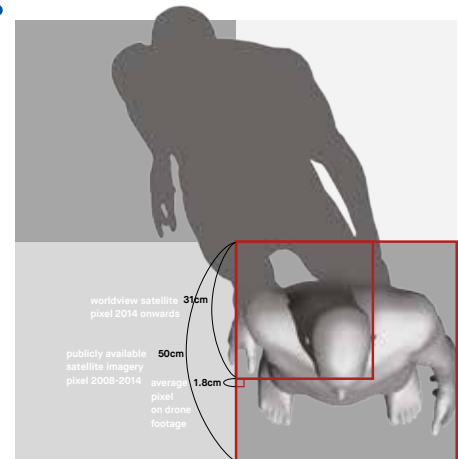 worldview satellite 31cm
pixel 2014 onwards
publicly available 50cm
satellite imagery
pixel 2008-2014
average 1.8cm
pixel
on drone
footage